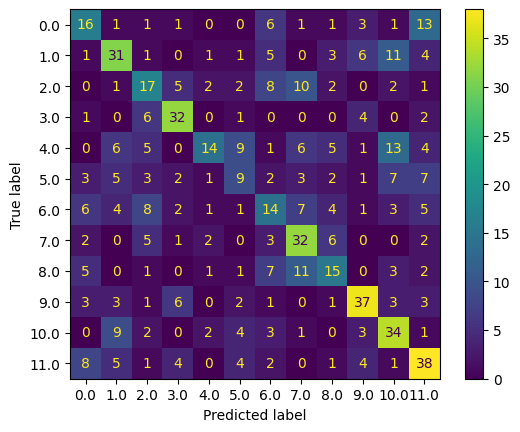 0.0 16 1 1 1 0 0 6 1 1 3 1 13
1.0 1 31 1 0 1 1 5 0 3 6 11 4
2.0 0 1 17 5 2 2 8 10 2 0 2 1
3.0 1 0 6 32 0 1 0 0 0 4 0 2
4.0 0 6 5 0 14 9 1 6 5 1 13 4
5.0 3 5 3 2 1 9 2 3 2 1 7 7
6.0 6 4 8 2 1 1 14 7 4 1 3 5
7.0 2 0 5 1 2 0 3 32 6 0 0 2
8.0 5 0 1 0 1 1 7 11 15 0 3 2
9.0 3 3 1 6 0 2 1 0 1 37 3 3
10.0 0 9 2 0 2 4 3 1 0 3 34 1
11.0 8 5 1 4 0 4 2 0 1 4 1 38
0.0 1.0 2.0 3.0 4.0 5.0 6.0 7.0 8.0 9.0 10.0 11.0
Predicted label
True label
35
30
25
20
15
10
5
0